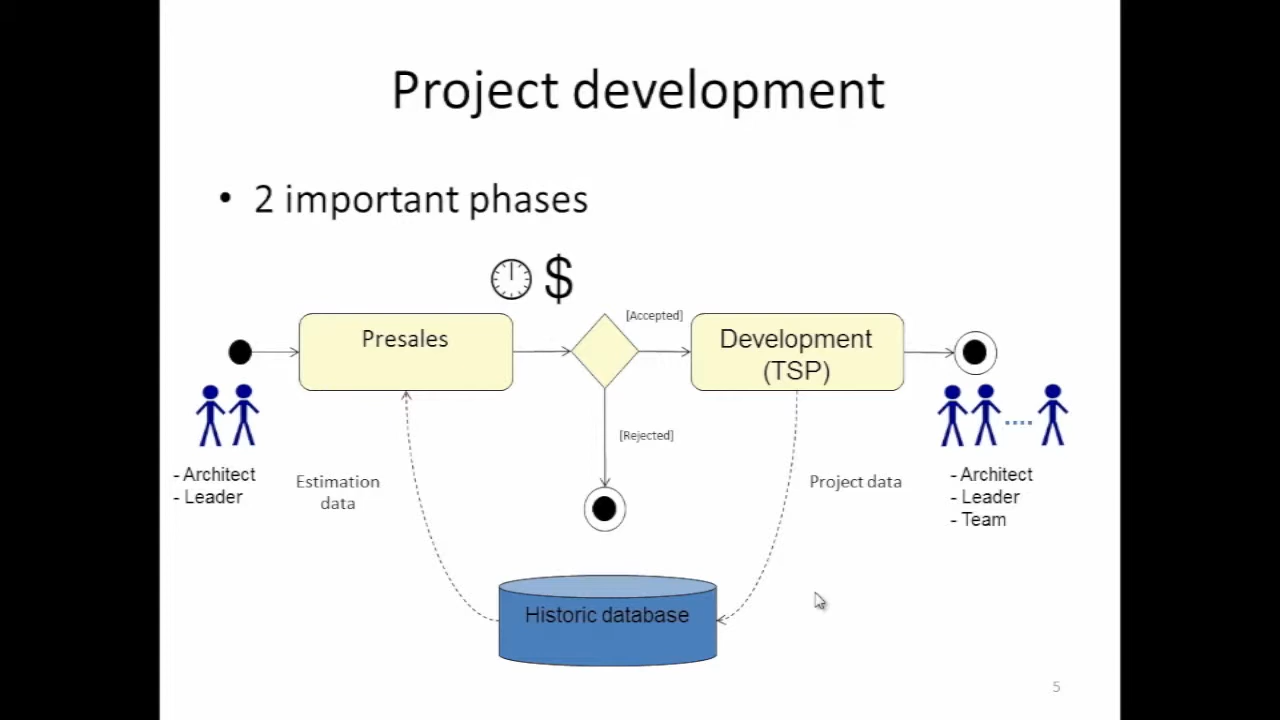 Project development
• 2 important phases
$
[Accepted]
Presales
Development
(TSP)
[Rejected]
- Architect
- Leader
Estimation
data
Project data
- Architect
- Leader
- Team
Historic database
5